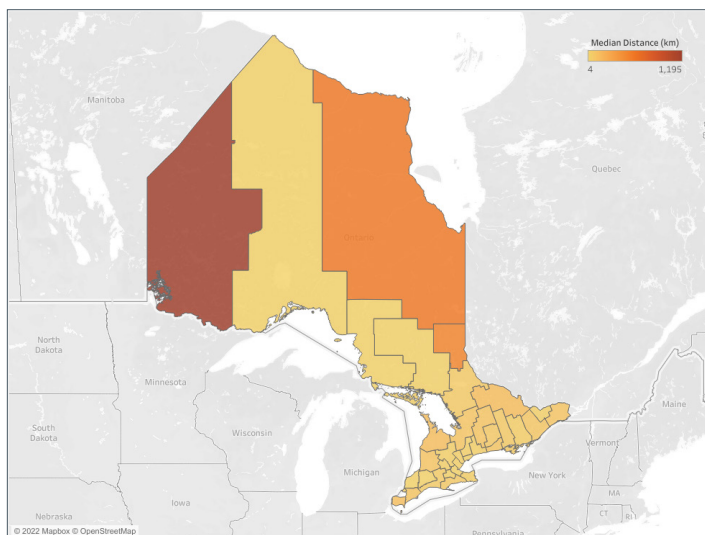 Median Distance (km)
4
1,195
Manitoba
Ontario
Quebec
North
Dakota
Minnesota
South
Dakota
Wisconsin
Michigan
Iowa
Nebraska
Maine
Vermont
New York
MA
CT
RI
Pennsylvania
© 2022 Mapbox © OpenStreetMap